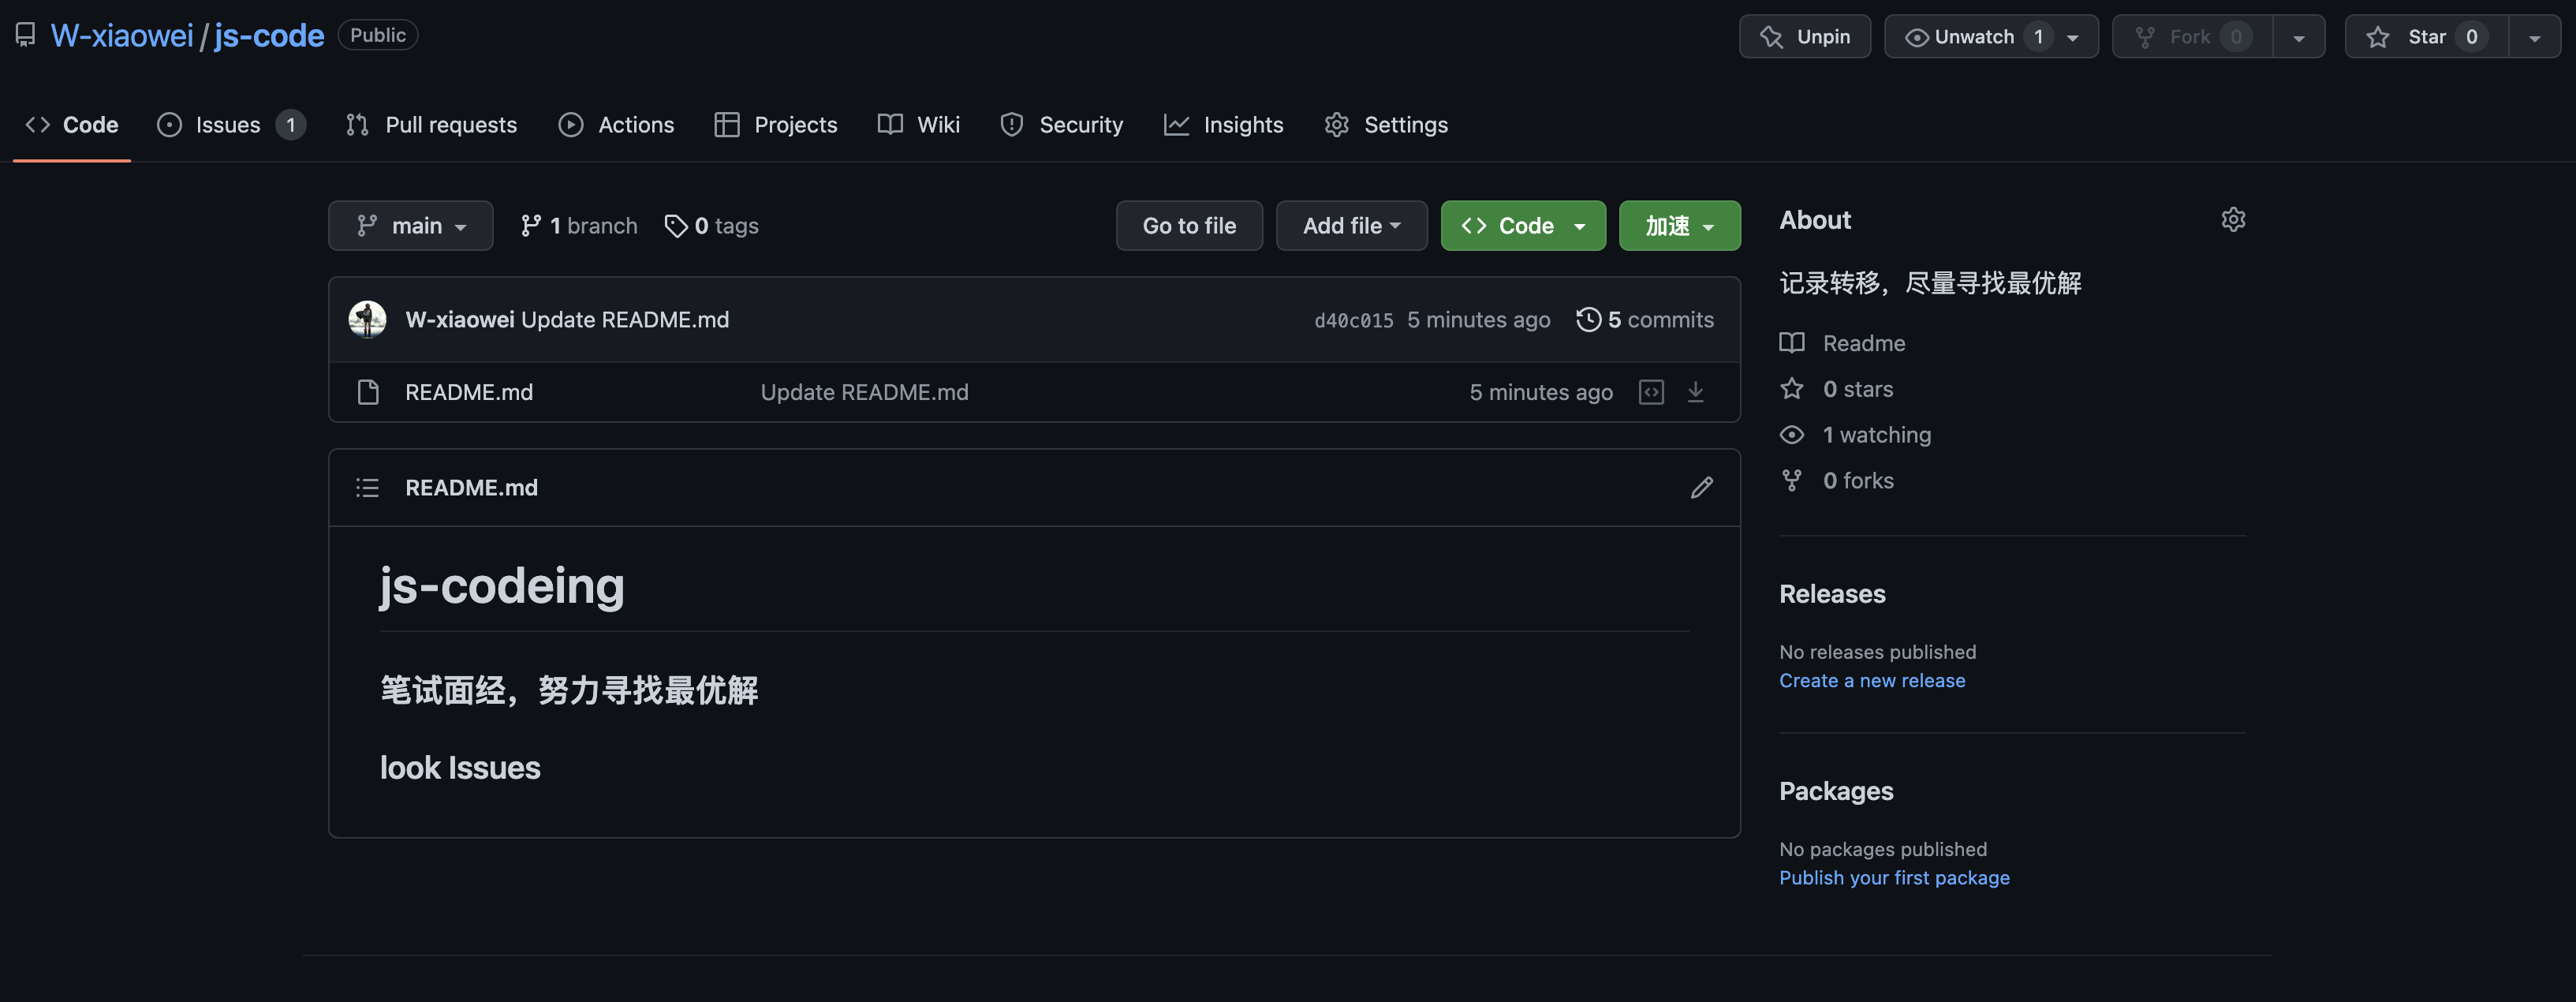 W-xiaowei / js-code Public
Unpin Unwatch 1 Fork 0 Star 0
Code Issues 1 Pull requests Actions Projects Wiki Security Insights Settings
main 1 branch 0 tags Go to file Add file Code 加速
W-xiaowei Update README.md d40c015 5 minutes ago 5 commits
README.md Update README.md 5 minutes ago
README.md
js-codeing
笔试面经，努力寻找最优解
look Issues
About
记录转移，尽量寻找最优解
Readme
0 stars
1 watching
0 forks
Releases
No releases published
Create a new release
Packages
No packages published
Publish your first package